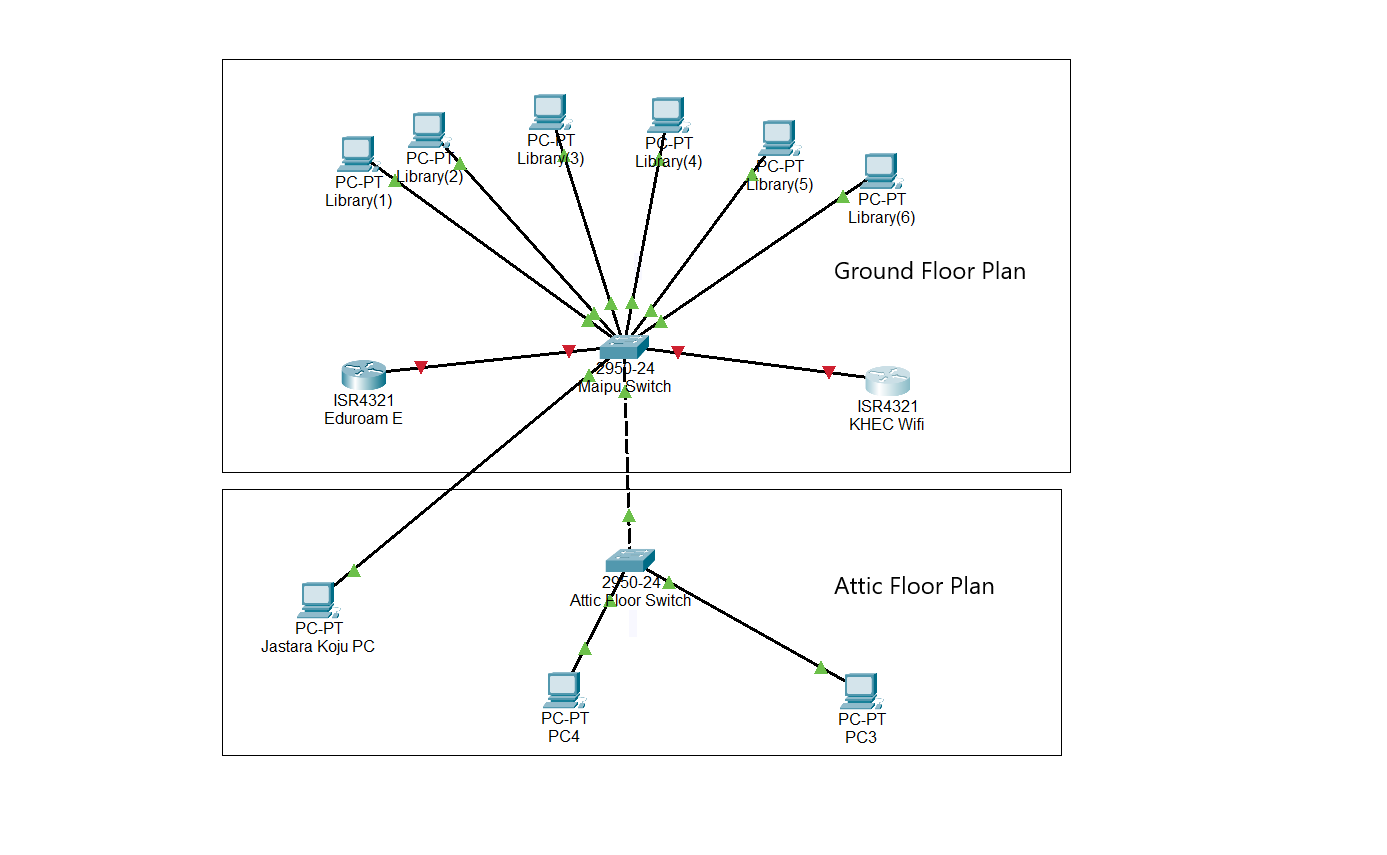 PC-PT
Library(1)
PC-PT
Library(2)
PC-PT
Library(3)
PC-PT
Library(4)
PC-PT
Library(5)
PC-PT
Library(6)
Ground Floor Plan
2950-24
Maipu Switch
ISR4321
Eduroam E
ISR4321
KHEC Wifi
2950-24
Attic Floor Switch
Attic Floor Plan
PC-PT
Jastara Koju PC
PC-PT
PC4
PC-PT
PC3